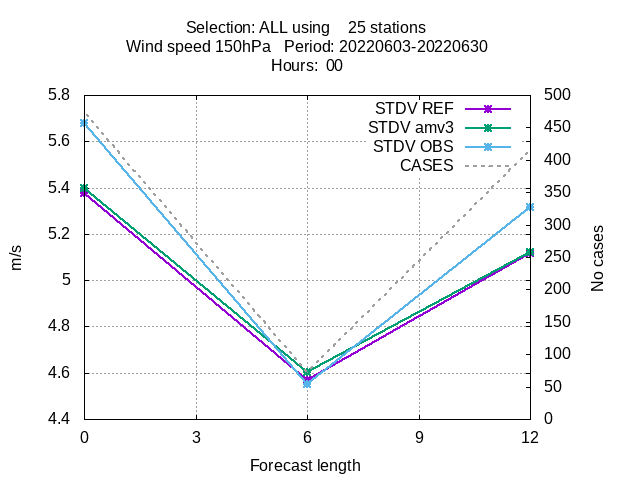 Selection: ALL using    25 stations
Wind speed 150hPa   Period: 20220603-20220630
Hours:  00
STDV REF
STDV amv3
STDV OBS
CASES
5.8
5.6
5.4
5.2
5
4.8
4.6
4.4
m/s
500
450
400
350
300
250
200
150
100
50
0
No cases
0 3 6 9 12
Forecast length